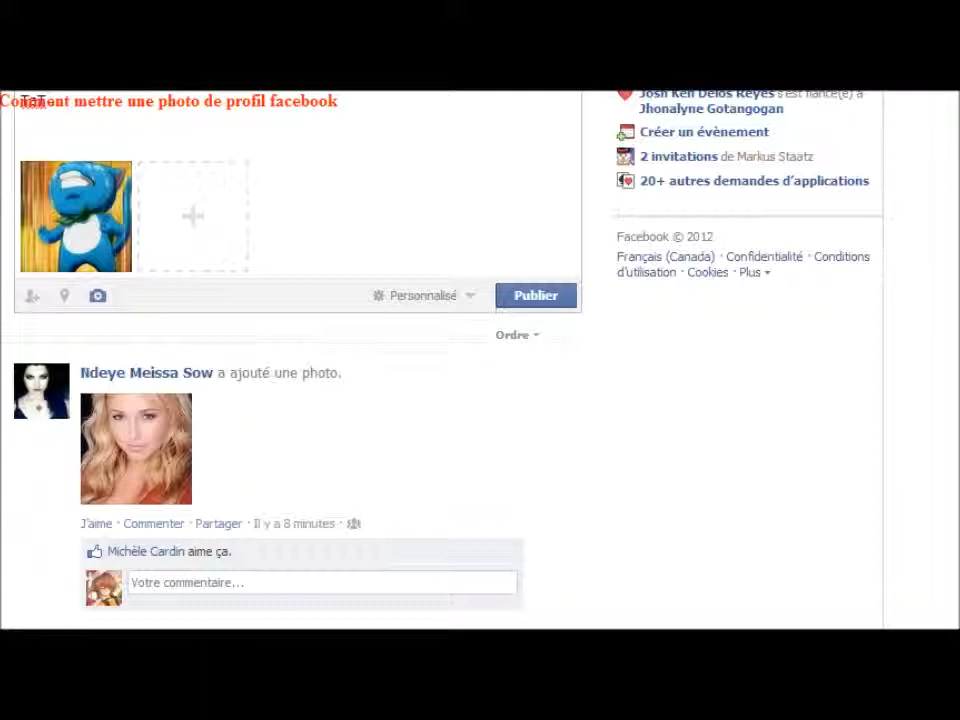 Comment mettre une photo de profil facebook
Josh Ken Delos Reyes s'est fiancé(e) à
Jhonalyne Gotangogan
Créer un évènement
2 invitations de Markus Staatz
20+ autres demandes d'applications
Facebook © 2012
Français (Canada) · Confidentialité · Conditions
d'utilisation · Cookies · Plus
Personnalisé
Publier
Ordre
Ndeye Meissa Sow a ajouté une photo.
J'aime · Commenter · Partager · Il y a 8 minutes ·
Michèle Cardin aime ça.
Votre commentaire...